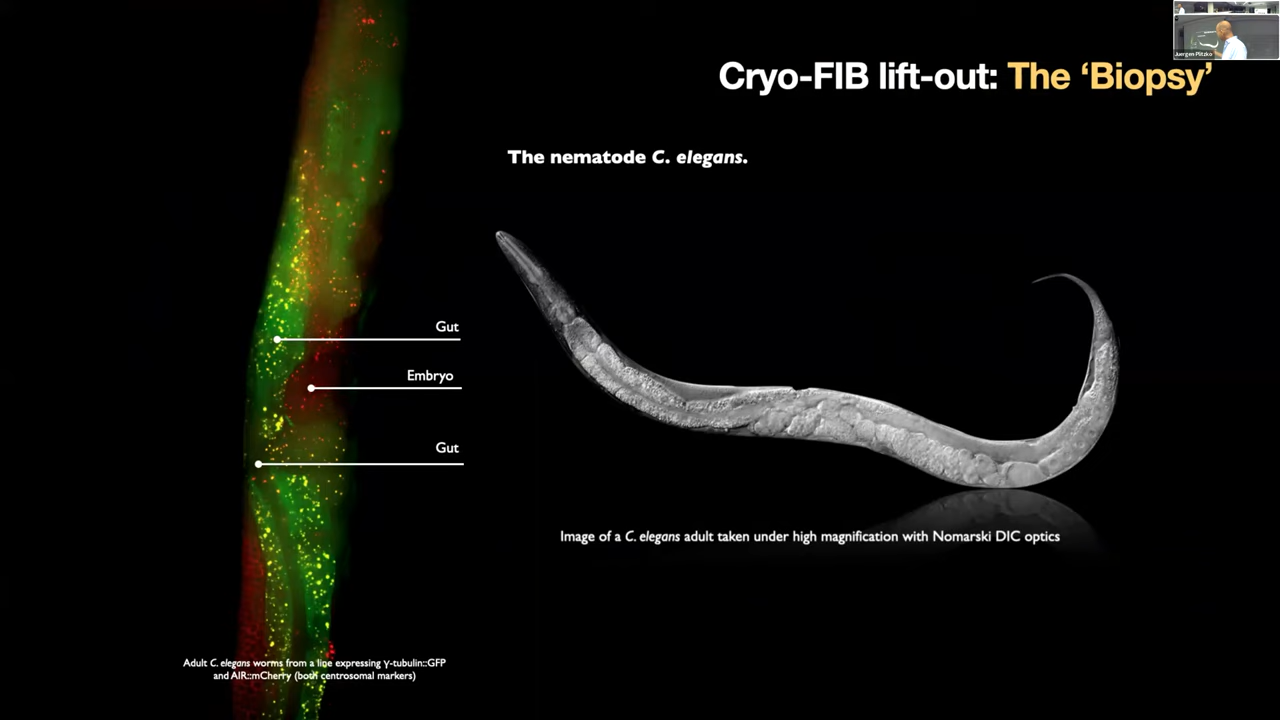 Cryo-FIB lift-out: The ‘Biopsy’
Juergen Plitzko
The nematode C. elegans.
Gut
Embryo
Gut
Image of a C. elegans adult taken under high magnification with Nomarski DIC optics
Adult C. elegans worms from a line expressing γ-tubulin::GFP
and AIR::mCherry (both centrosomal markers)